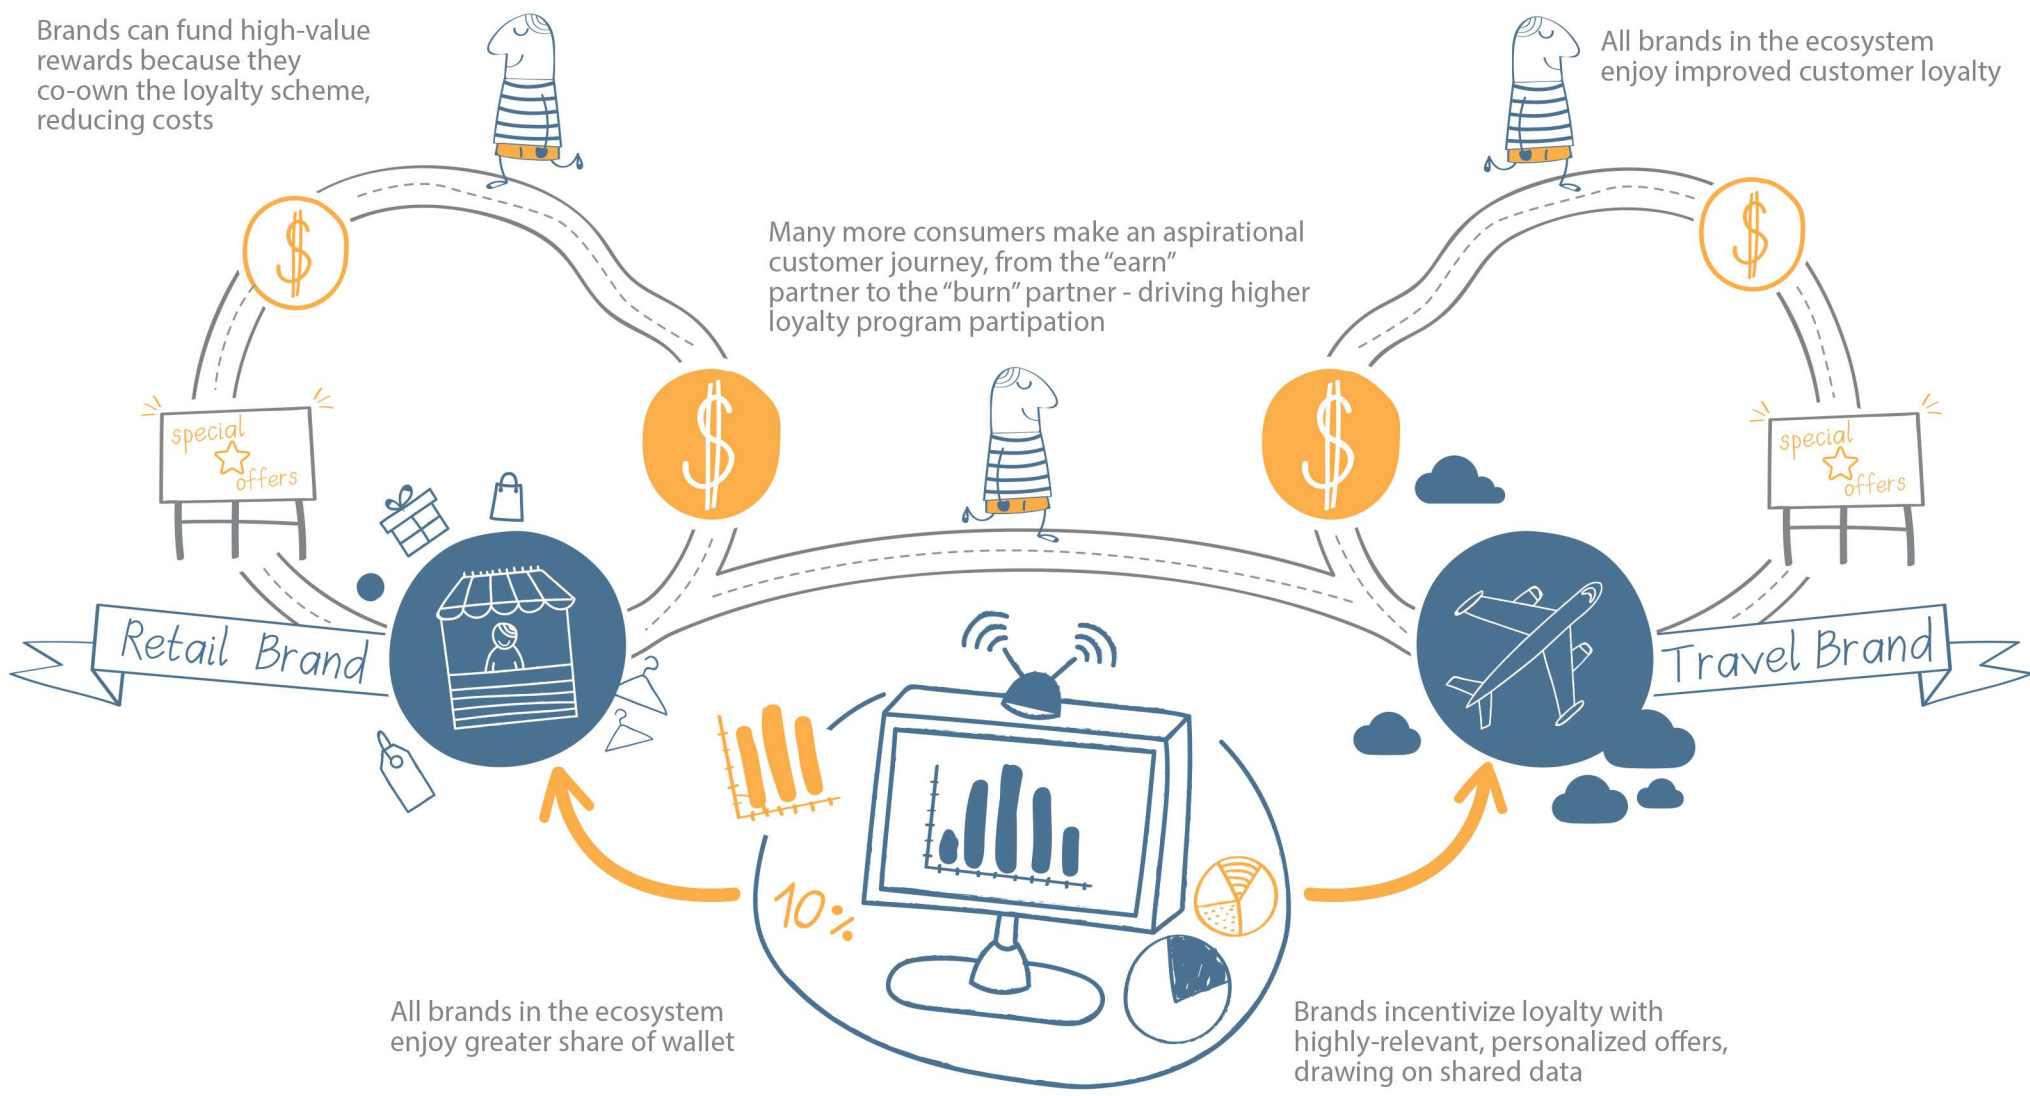 Brands can fund high-value
rewards because they
co-own the loyalty scheme,
reducing costs
All brands in the ecosystem
enjoy improved customer loyalty
Many more consumers make an aspirational
customer journey, from the “earn”
partner to the “burn” partner - driving higher
loyalty program partipation
$
$
$
$
special
offers
special
offers
Retail Brand
Travel Brand
10%
All brands in the ecosystem
enjoy greater share of wallet
Brands incentivize loyalty with
highly-relevant, personalized offers,
drawing on shared data